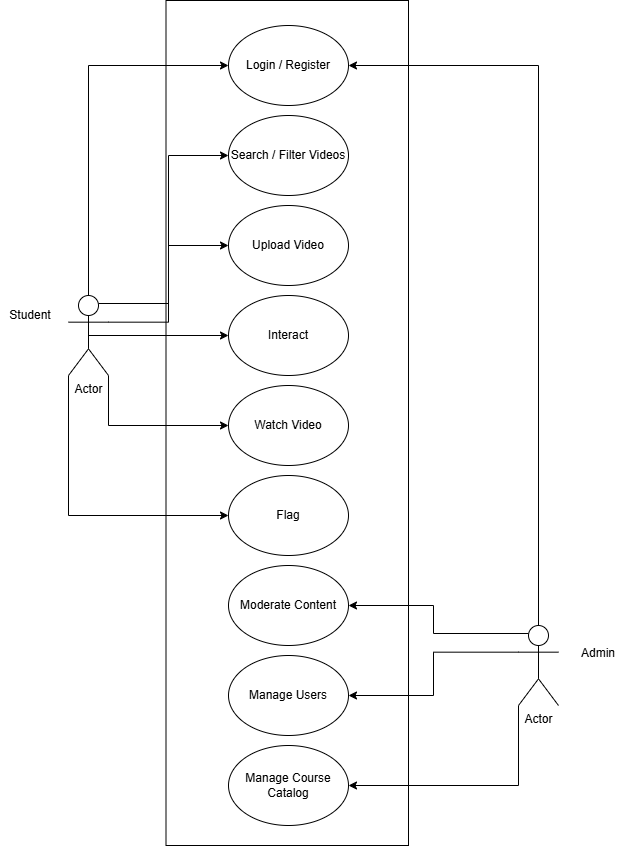 Login / Register
Search / Filter Videos
Upload Video
Student
Interact
Actor
Watch Video
Flag
Moderate Content
Admin
Manage Users
Actor
Manage Course
Catalog